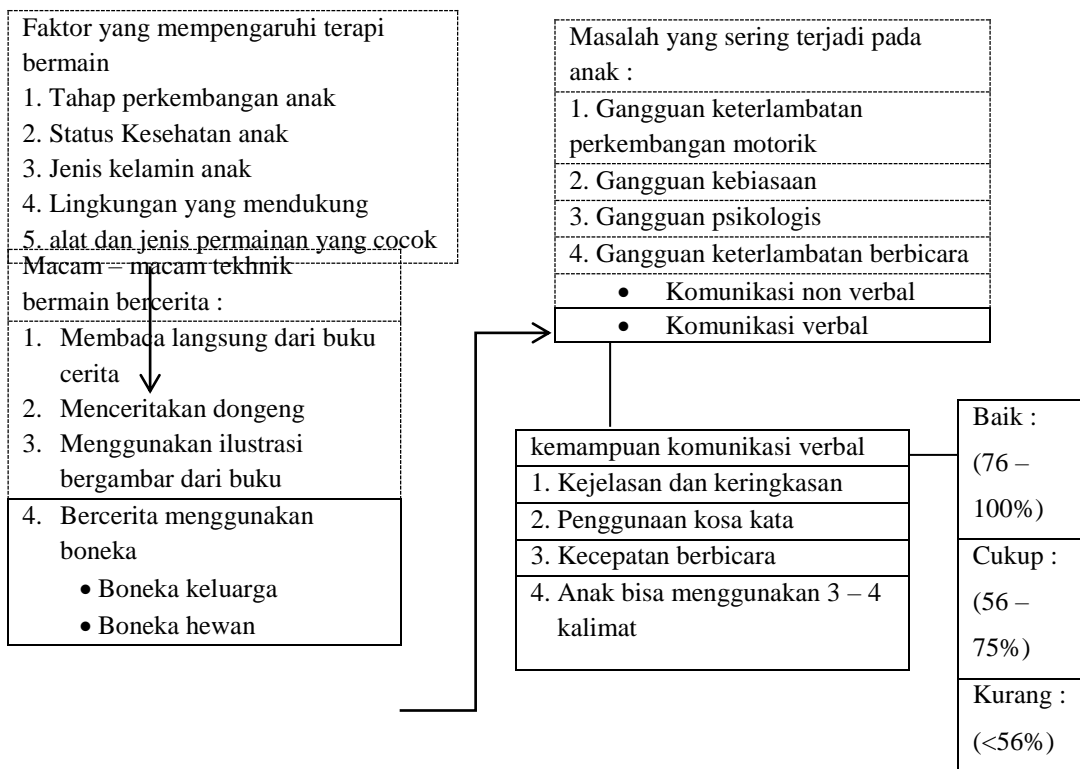 Faktor yang mempengaruhi terapi
bermain
1. Tahap perkembangan anak
2. Status Kesehatan anak
3. Jenis kelamin anak
4. Lingkungan yang mendukung
5. alat dan jenis permainan yang cocok
Macam – macam tekhnik
bermain bercerita :
1. Membaca langsung dari buku
cerita
2. Menceritakan dongeng
3. Menggunakan ilustrasi
bergambar dari buku
4. Bercerita menggunakan
boneka
• Boneka keluarga
• Boneka hewan
Masalah yang sering terjadi pada
anak :
1. Gangguan keterlambatan
perkembangan motorik
2. Gangguan kebiasaan
3. Gangguan psikologis
4. Gangguan keterlambatan berbicara
• Komunikasi non verbal
• Komunikasi verbal
kemampuan komunikasi verbal
1. Kejelasan dan keringkasan
2. Penggunaan kosa kata
3. Kecepatan berbicara
4. Anak bisa menggunakan 3 – 4
kalimat
Baik :
(76 –
100%)
Cukup :
(56 –
75%)
Kurang :
(<56%)